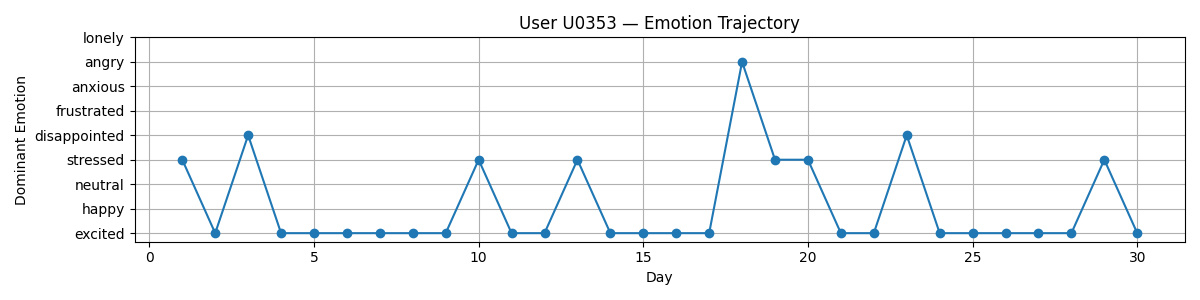 User U0353 — Emotion Trajectory
Dominant Emotion
lonely
angry
anxious
frustrated
disappointed
stressed
neutral
happy
excited
0 5 10 15 20 25 30
Day